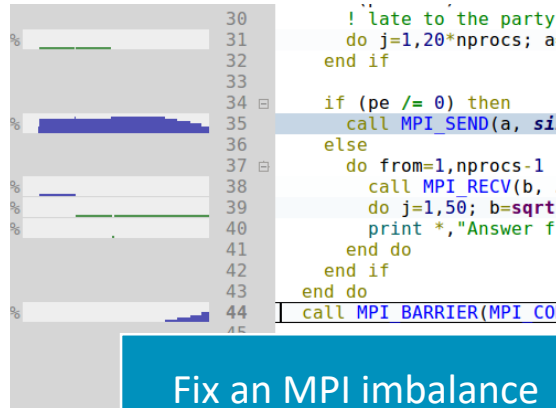 30 ! late to the party
% 31 do j=1,20*nprocs; a
32 end if
33
34 if (pe /= 0) then
% 35 call MPI_SEND(a, si
36 else
37 do from=1,nprocs-1
% 38 call MPI_RECV(b,
% 39 do j=1,50; b=sqrt
% 40 print *,"Answer f
41 end do
42 end if
43 end do
% 44 call MPI_BARRIER(MPI_CO
45
Fix an MPI imbalance